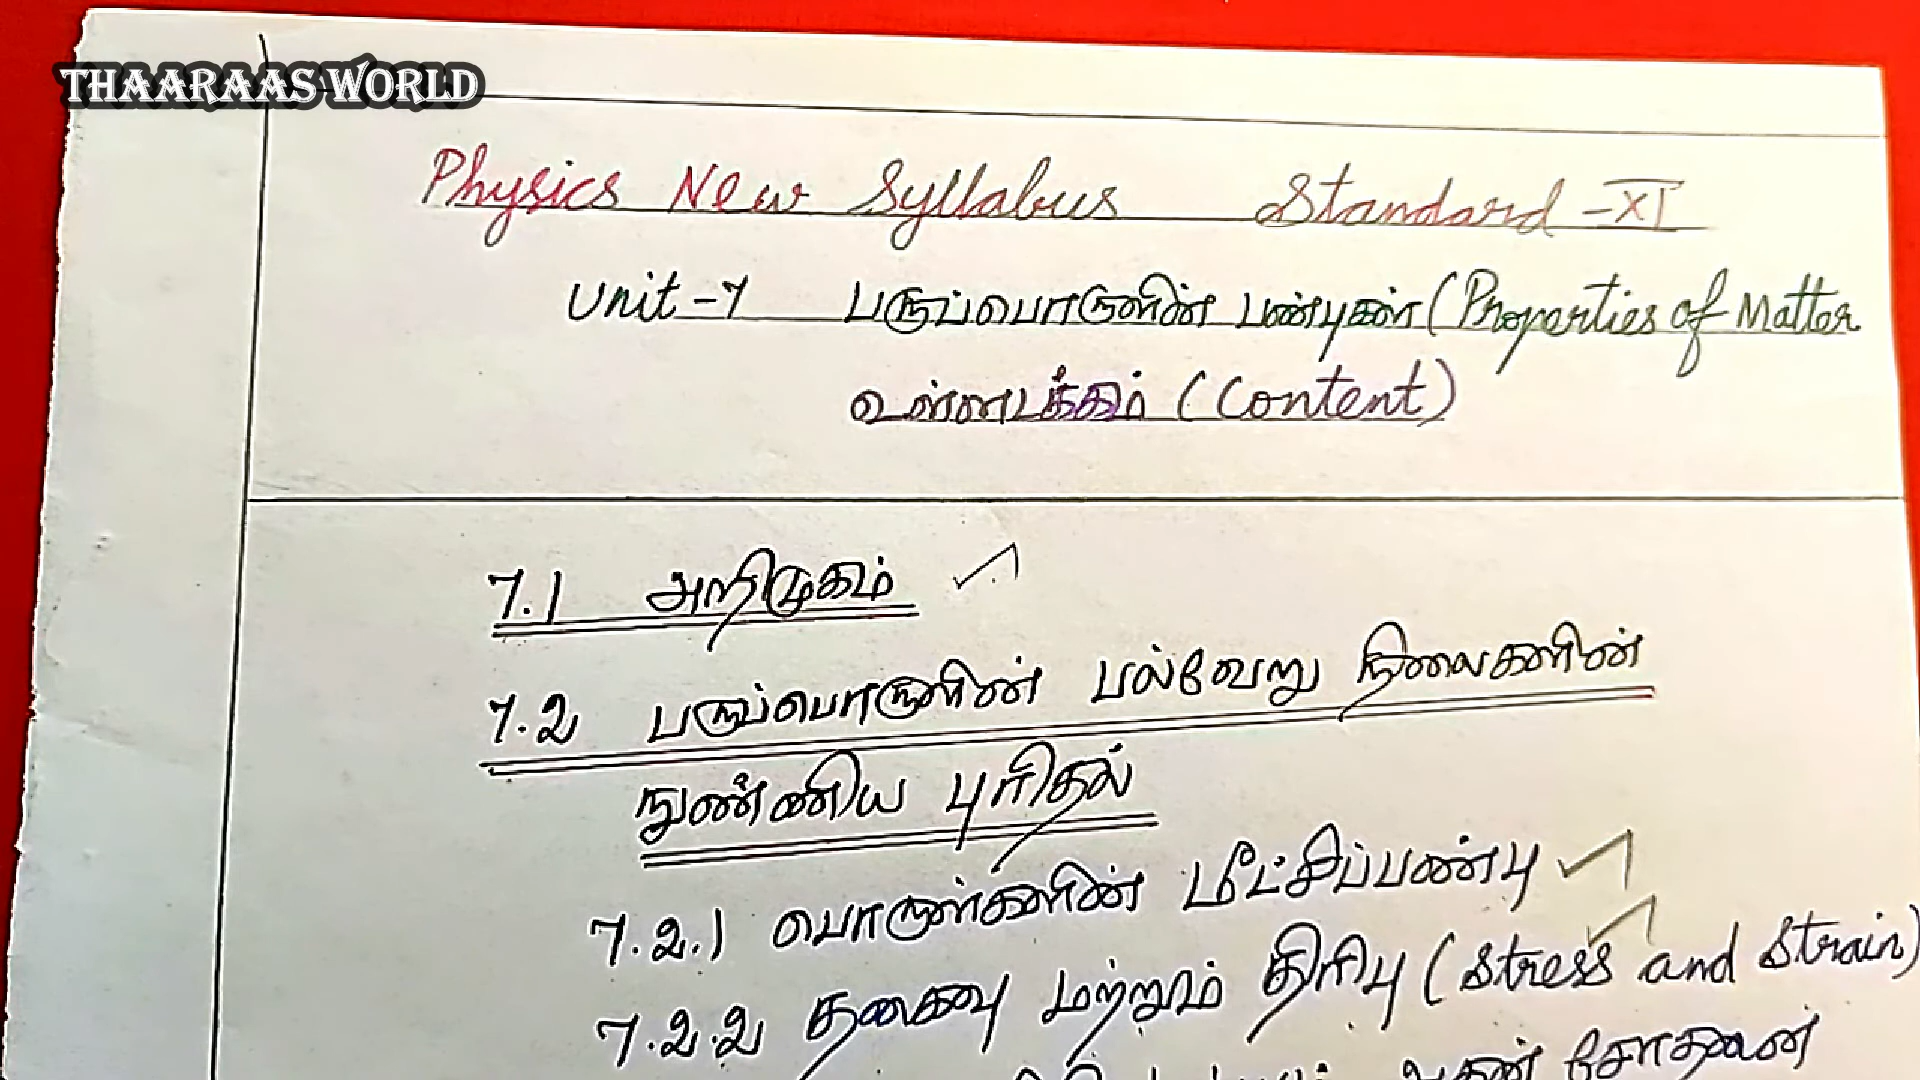 THAARAAS WORLD
Physics New Syllabus Standard -XI
Unit -7 பருப்பொருளின் பண்புகள் (Properties of Matter
உள்ளடக்கம் (Content)
7.1 அறிமுகம்
7.2 பருப்பொருளின் பல்வேறு நிலைகளின்
நுண்ணிய புரிதல்
7.2.1 பொருள்களின் மீட்சிப்பண்பு
7.2.2 தகைவு மற்றும் திரிபு (Stress and Strain)
சோதனை